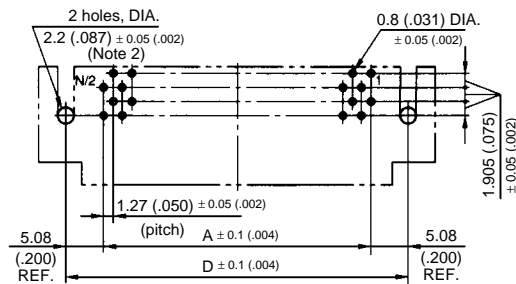 2 holes, DIA.
2.2 (.087) ± 0.05 (.002)
(Note 2)
0.8 (.031) DIA.
± 0.05 (.002)
N/2
1
1.905 (.075)
± 0.05 (.002)
1.27 (.050) ± 0.05 (.002)
(pitch)
5.08
(.200)
REF.
A ± 0.1 (.004)
D ± 0.1 (.004)
5.08
(.200)
REF.